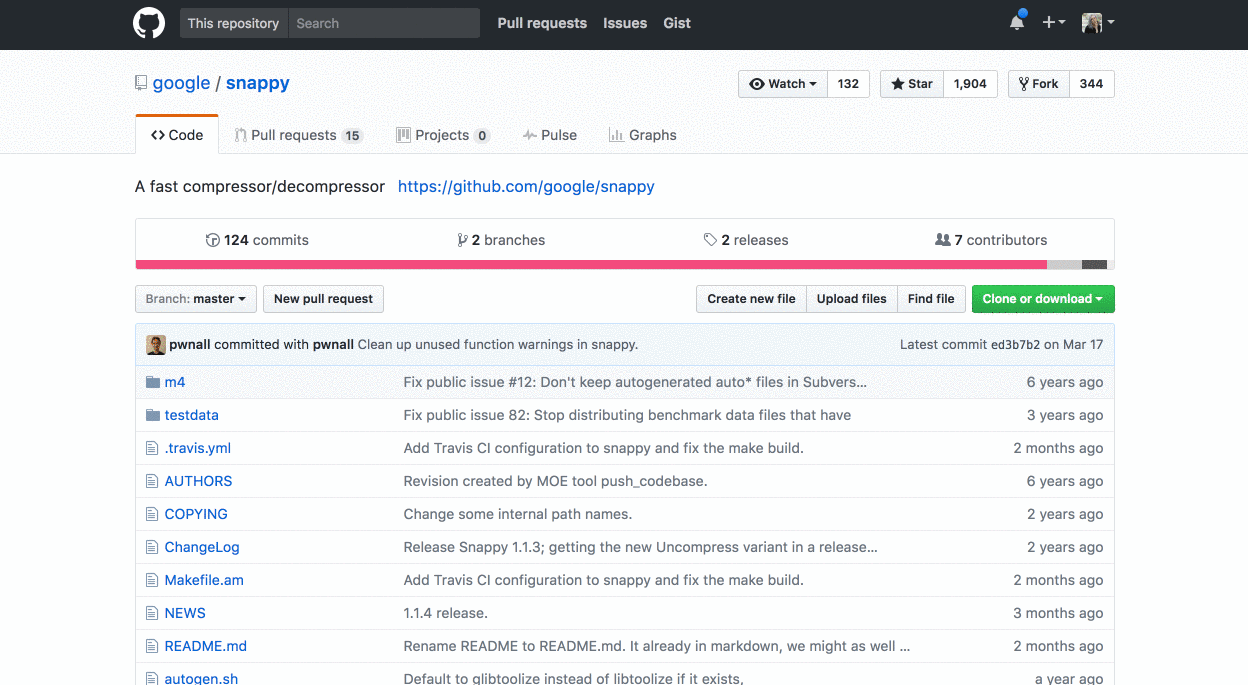 This repository Search Pull requests Issues Gist
google / snappy Watch 132 Star 1,904 Fork 344
Code Pull requests 15 Projects 0 Pulse Graphs
A fast compressor/decompressor https://github.com/google/snappy
124 commits 2 branches 2 releases 7 contributors
Branch: master New pull request Create new file Upload files Find file Clone or download
pwnall committed with pwnall Clean up unused function warnings in snappy. Latest commit ed3b7b2 on Mar 17
m4 Fix public issue #12: Don't keep autogenerated auto* files in Subvers... 6 years ago
testdata Fix public issue 82: Stop distributing benchmark data files that have 3 years ago
.travis.yml Add Travis CI configuration to snappy and fix the make build. 2 months ago
AUTHORS Revision created by MOE tool push_codebase. 6 years ago
COPYING Change some internal path names. 2 years ago
ChangeLog Release Snappy 1.1.3; getting the new Uncompress variant in a release... 2 years ago
Makefile.am Add Travis CI configuration to snappy and fix the make build. 2 months ago
NEWS 1.1.4 release. 3 months ago
README.md Rename README to README.md. It already in markdown, we might as well ... 2 months ago
autogen.sh Default to glibtoolize instead of libtoolize if it exists, a year ago